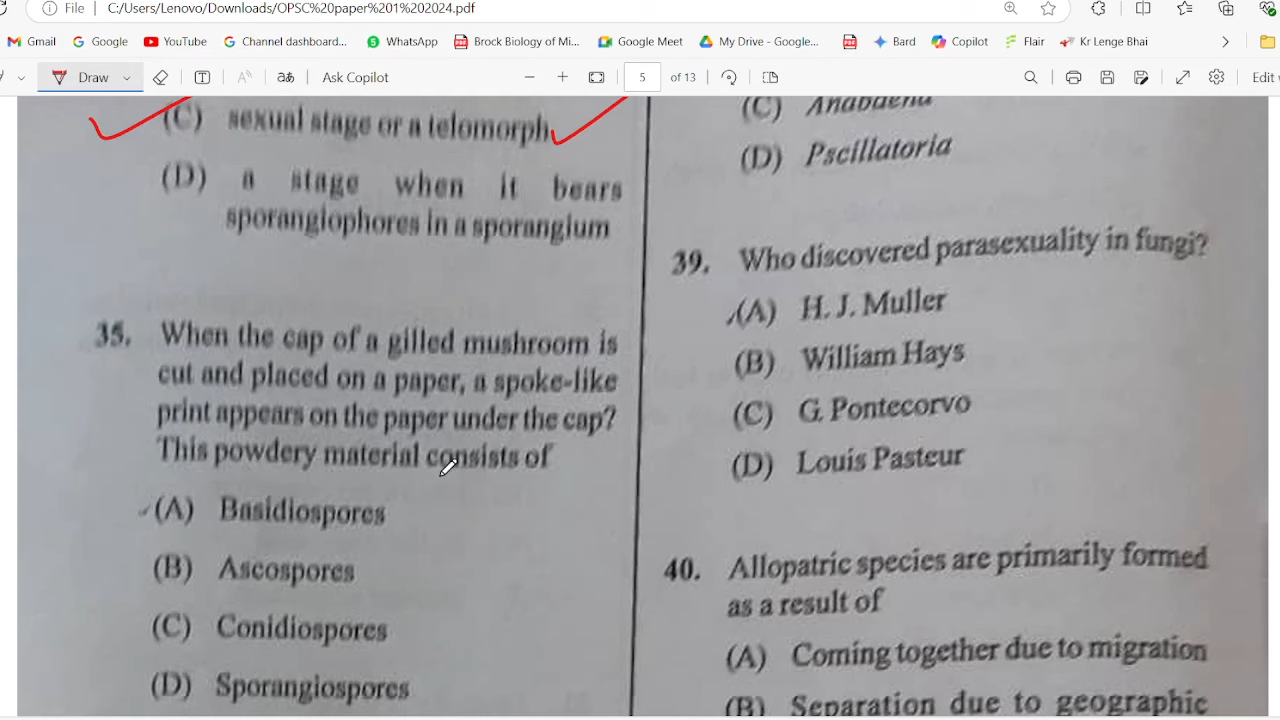 File
C:/Users/Lenovo/Downloads/OPSC%20paper%201%202024.pdf
Gmail
Google
YouTube
Channel dashboard...
WhatsApp
Brock Biology of Mi...
Google Meet
My Drive - Google...
Bard
Copilot
Flair
Kr Lenge Bhai
Draw
Ask Copilot
5
of 13
Edit
(C) sexual stage or a telomorph
(D) a stage when it bears
sporangiophores in a sporangium
35. When the cap of a gilled mushroom is
cut and placed on a paper, a spoke-like
print appears on the paper under the cap?
This powdery material consists of
(A) Basidiospores
(B) Ascospores
(C) Conidiospores
(D) Sporangiospores
(C) Anabaena
(D) Pscillatoria
39. Who discovered parasexuality in fungi?
(A) H. J. Muller
(B) William Hays
(C) G. Pontecorvo
(D) Louis Pasteur
40. Allopatric species are primarily formed
as a result of
(A) Coming together due to migration
(B) Separation due to geographic